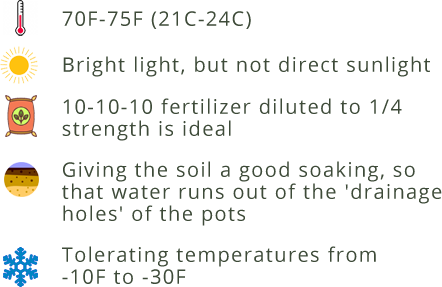 70F-75F (21C-24C)
Bright light, but not direct sunlight
10-10-10 fertilizer diluted to 1/4
strength is ideal
Giving the soil a good soaking, so
that water runs out of the 'drainage
holes' of the pots
Tolerating temperatures from
-10F to -30F